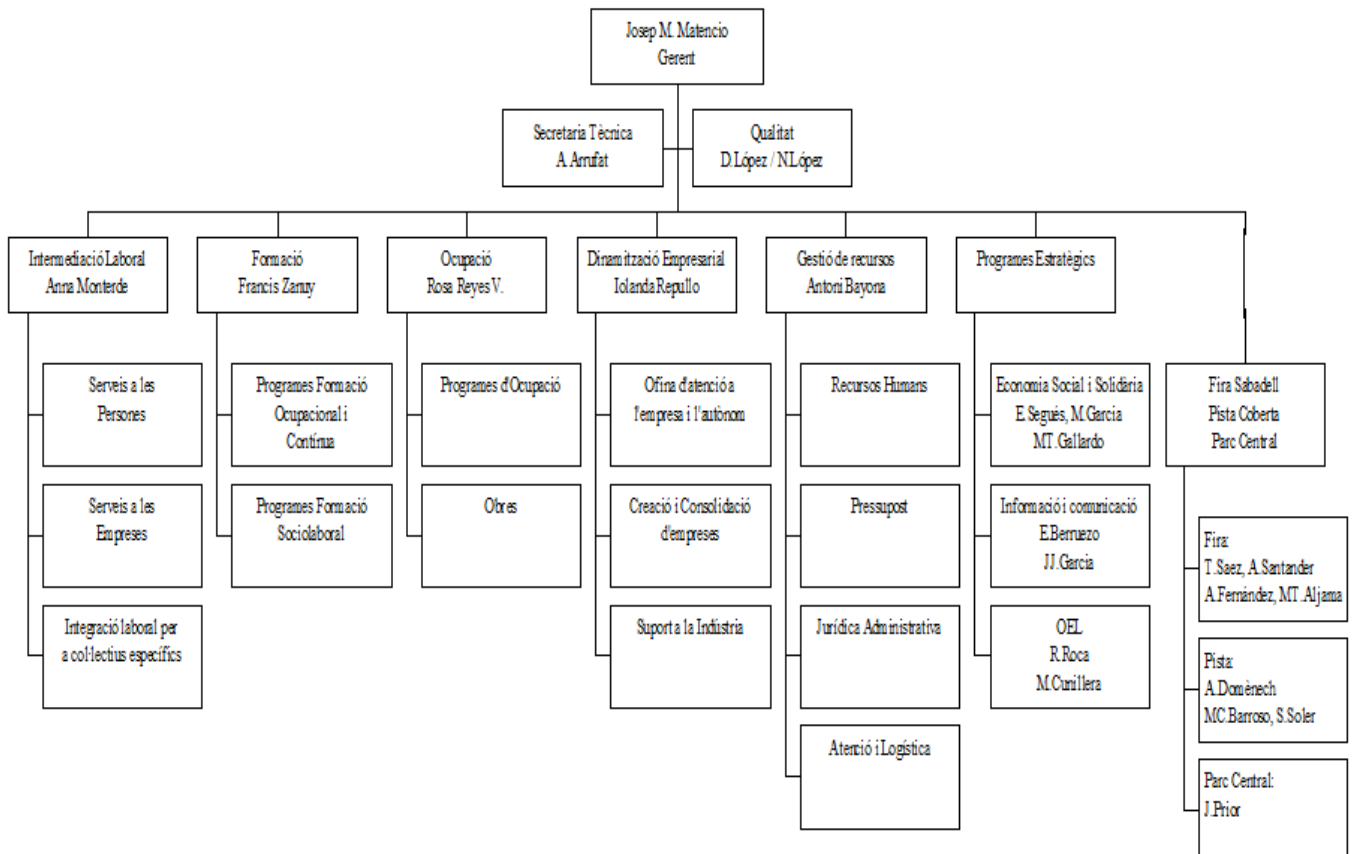 Josep M. Matencio
Gerent
Secretaria Tècnica
A.Arrufat
Qualitat
D.López / N.López
Intermediació Laboral
Anna Monterde
Formació
Francis Zanuy
Ocupació
Rosa Reyes V.
Dinamització Empresarial
Iolanda Repullo
Gestió de recursos
Antoni Bayona
Programes Estratègics
Serveis a les
Persones
Programes Formació
Ocupacional i
Contínua
Programes d'Ocupació
Ofina d'atenció a
l'empresa i l'autònom
Recursos Humans
Economia Social i Solidària
E.Segués, M.Garcia
MT.Gallardo
Fira Sabadell
Pista Coberta
Parc Central
Serveis a les
Empreses
Programes Formació
Sociolaboral
Obres
Creació i Consolidació
d'empreses
Pressupost
Informació i comunicació
E.Berruezo
JJ.Garcia
Fira:
T.Saez, A.Santander
A.Fernández, MT.Aljama
Integració laboral per
a col·lectius específics
Suport a la Indústria
Jurídica Administrativa
OEL
R.Roca
M.Cunillera
Pista:
A.Domènech
MC.Barroso, S.Soler
Atenció i Logística
Parc Central:
J.Prior